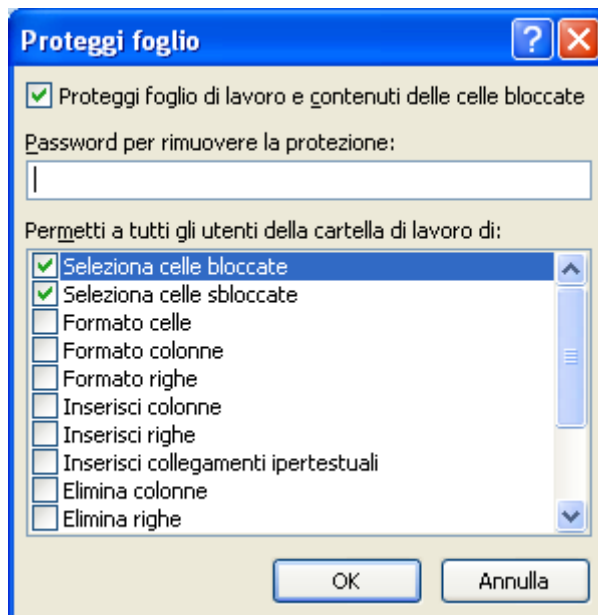 Proteggi foglio
Proteggi foglio di lavoro e contenuti delle celle bloccate
Password per rimuovere la protezione:
Permetti a tutti gli utenti della cartella di lavoro di:
Seleziona celle bloccate
Seleziona celle sbloccate
Formato celle
Formato colonne
Formato righe
Inserisci colonne
Inserisci righe
Inserisci collegamenti ipertestuali
Elimina colonne
Elimina righe
OK
Annulla